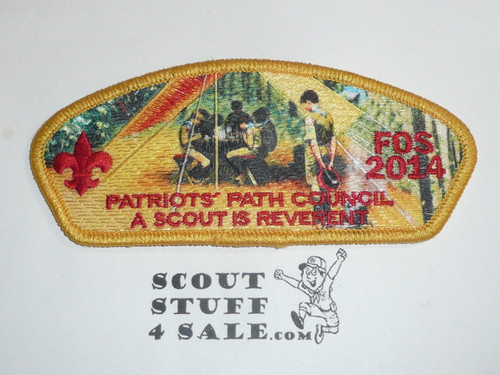 FOS
2014
PATRIOTS' PATH COUNCIL
A SCOUT IS REVERENT
SCOUT
STUFF
4 SALE.com